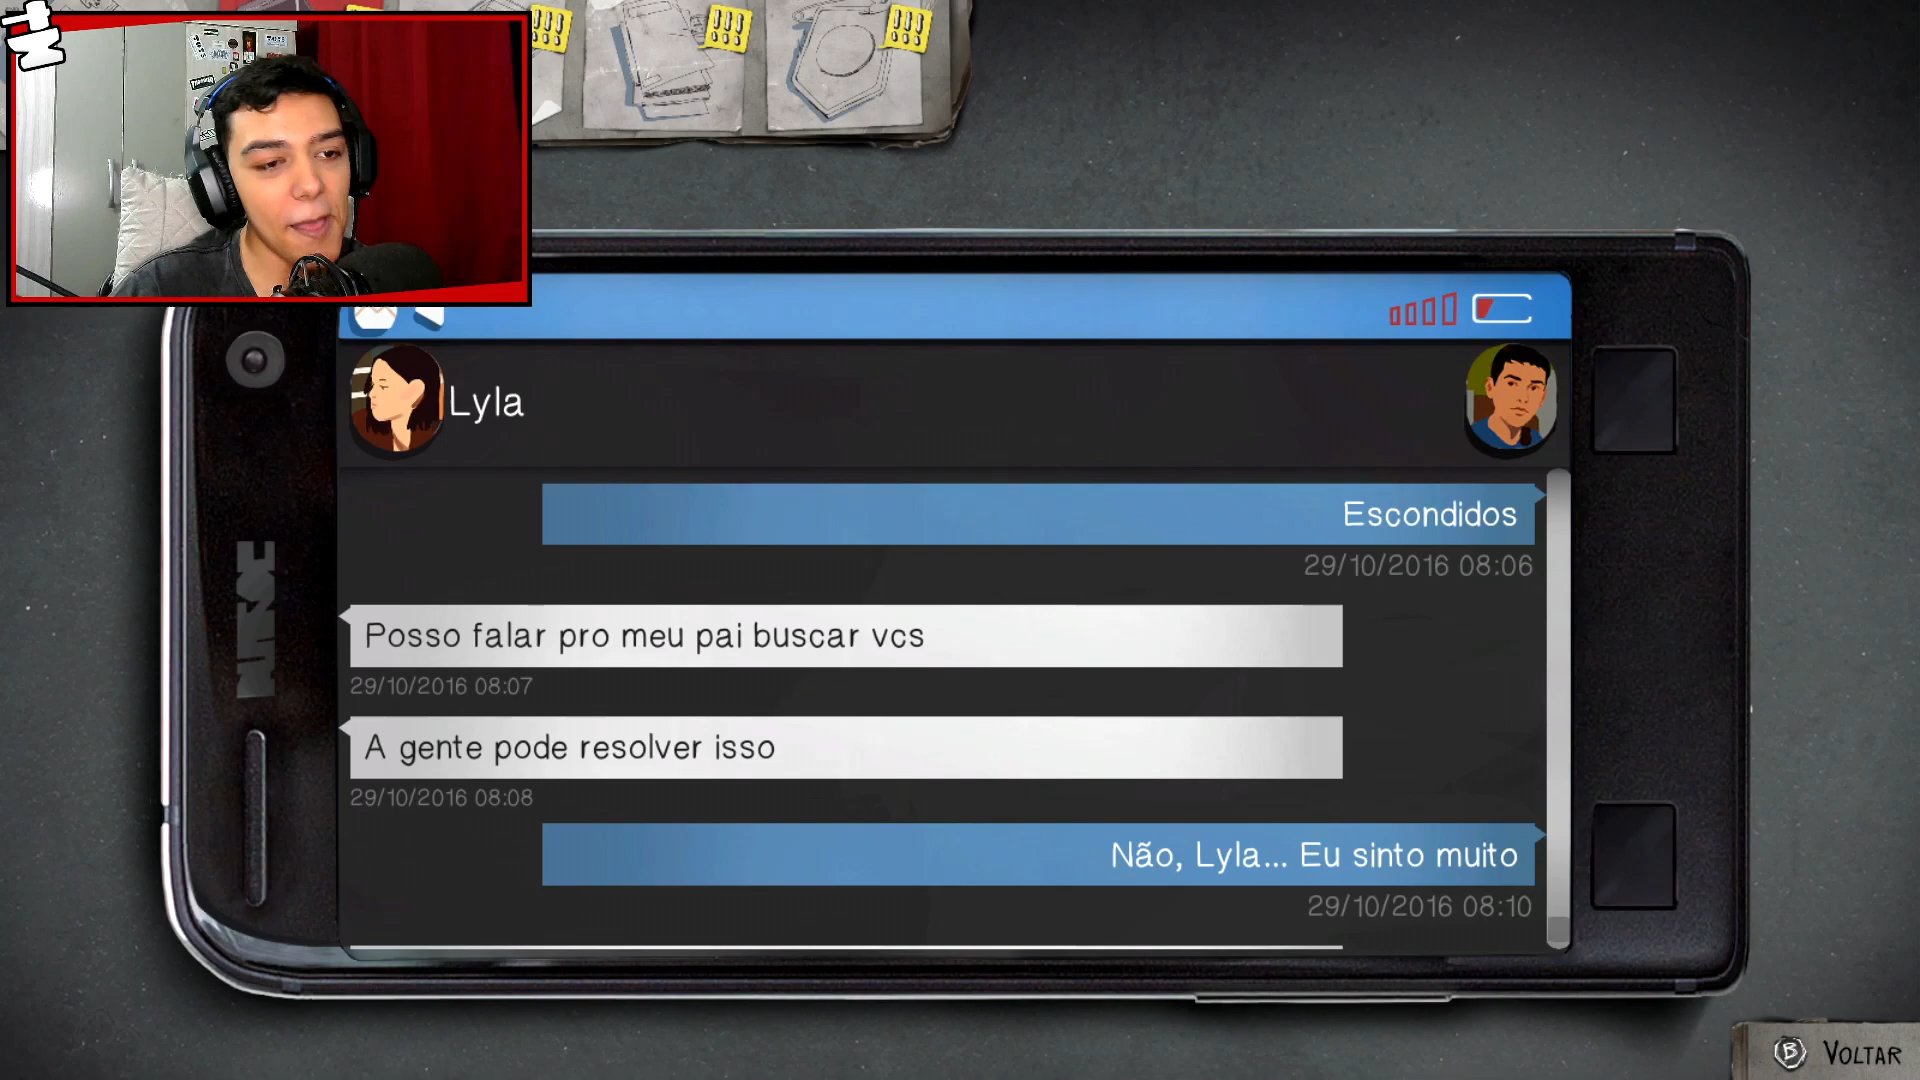 !!! !!! !!!
Lyla
Escondidos
29/10/2016 08:06
Posso falar pro meu pai buscar vcs
29/10/2016 08:07
A gente pode resolver isso
29/10/2016 08:08
Não, Lyla... Eu sinto muito
29/10/2016 08:10
B VOLTAR